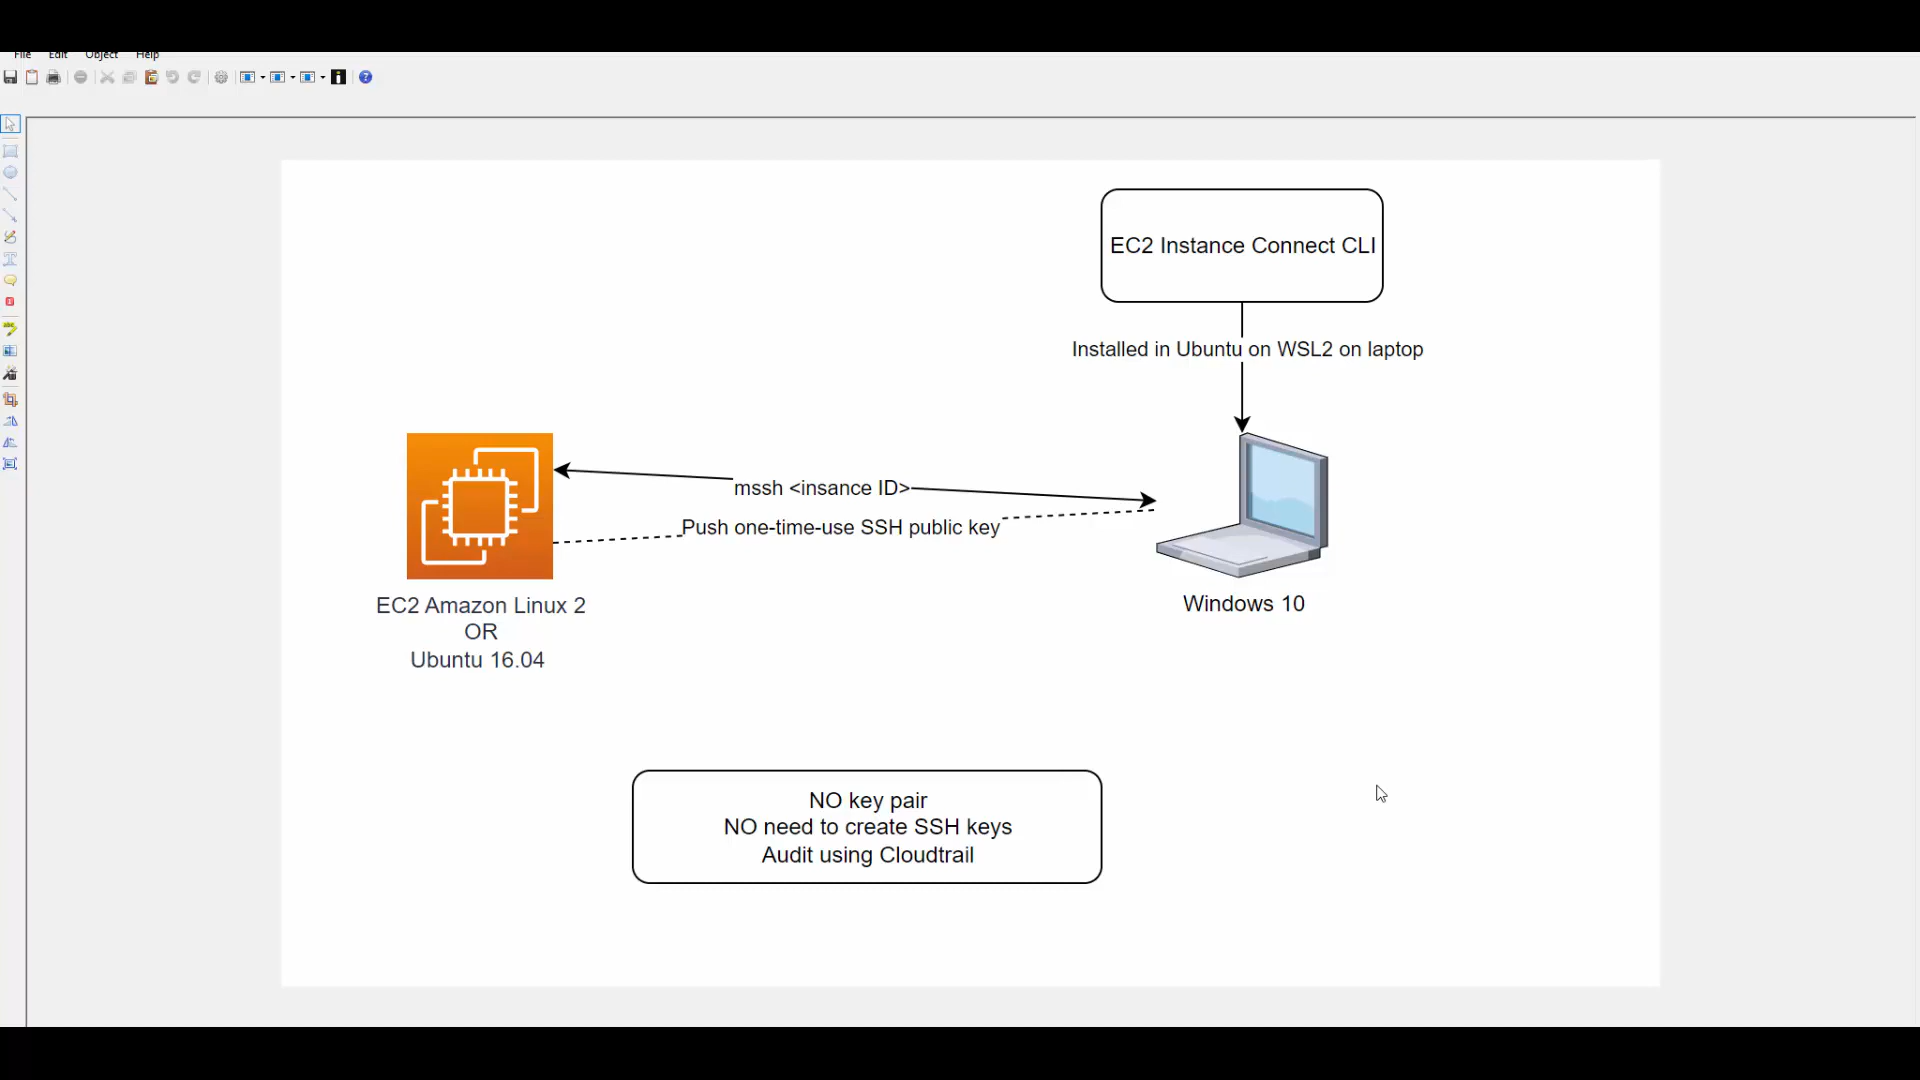 File Edit Object Help
EC2 Instance Connect CLI
Installed in Ubuntu on WSL2 on laptop
mssh <insance ID>
Push one-time-use SSH public key
EC2 Amazon Linux 2
OR
Ubuntu 16.04
Windows 10
NO key pair
NO need to create SSH keys
Audit using Cloudtrail